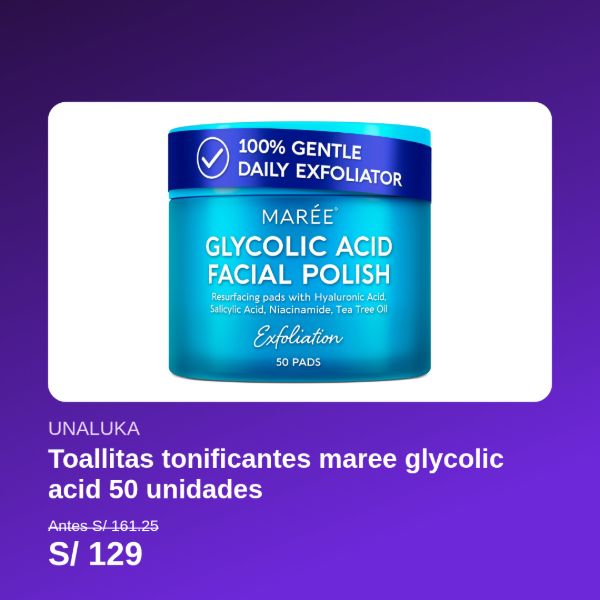 100% GENTLE
DAILY EXFOLIATOR
MARÉE®
GLYCOLIC ACID
FACIAL POLISH
Resurfacing pads with Hyaluronic Acid,
Salicylic Acid, Niacinamide, Tea Tree Oil
Exfoliation
50 PADS
UNALUKA
Toallitas tonificantes maree glycolic
acid 50 unidades
Antes S/ 161.25
S/ 129